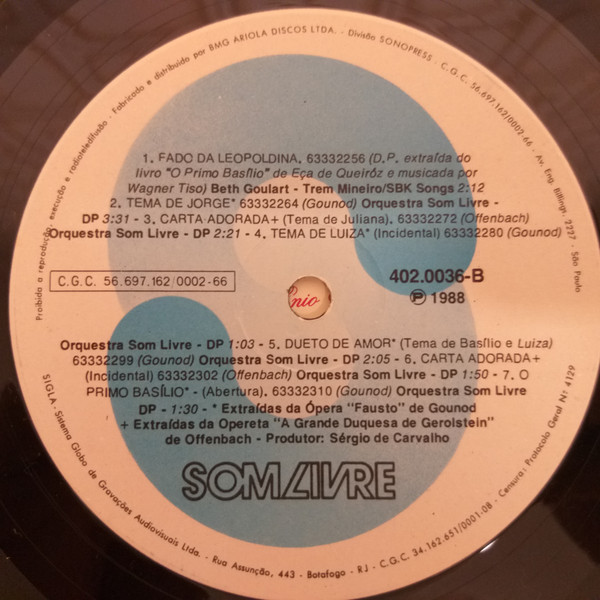 Proibida a reprodução, execução e radioteledifusão - Fabricado e distribuído por BMG ARIOLA DISCOS LTDA. - Divisão SONOPRESS - C.G.C. 56.697.162/0002-66 - Av. Eng. Billings, 2227 - São Paulo
1. FADO DA LEOPOLDINA. 63332256 (D.P. extraída do
livro "O Primo Basílio" de Eça de Queiróz e musicada por
Wagner Tiso) Beth Goulart - Trem Mineiro/SBK Songs 2:12
2. TEMA DE JORGE* 63332264 (Gounod) Orquestra Som Livre -
DP 3:31 - 3. CARTA ADORADA+ (Tema de Juliana). 63332272 (Offenbach)
Orquestra Som Livre - DP 2:21 - 4. TEMA DE LUIZA* (Incidental) 63332280 (Gounod)
C.G.C. 56.697.162/0002-66
nio
402.0036-B
℗ 1988
Orquestra Som Livre - DP 1:03 - 5. DUETO DE AMOR* (Tema de Basílio e Luiza)
63332299 (Gounod) Orquestra Som Livre - DP 2:05 - 6. CARTA ADORADA+
(Incidental) 63332302 (Offenbach) Orquestra Som Livre - DP 1:50 - 7. O
PRIMO BASÍLIO* - (Abertura). 63332310 (Gounod) Orquestra Som Livre
DP - 1:30 - * Extraídas da Ópera "Fausto" de Gounod
+ Extraídas da Opereta "A Grande Duquesa de Gerolstein"
de Offenbach - Produtor: Sérgio de Carvalho
SOM LIVRE
SIGLA - Sistema Globo de Gravações Audiovisuais Ltda. - Rua Assunção, 443 - Botafogo - RJ - C.G.C. 34.162.651/0001-08 - Censura: Protocolo Geral Nº 4129